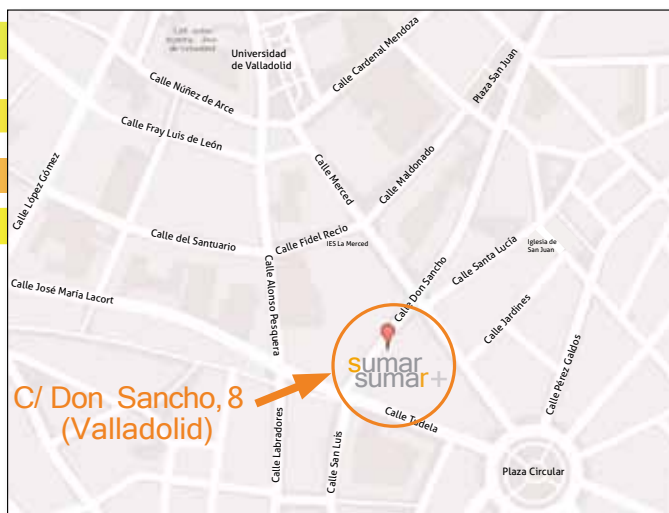 Universidad
de Valladolid
Calle Cardenal Mendoza
Plaza San Juan
Calle Núñez de Arce
Calle Fray Luis de León
Calle López Gómez
Calle Merced
Calle Maldonado
Calle del Santuario
Calle Fidel Recio
IES La Merced
Calle Don Sancho
Calle Santa Lucía
Iglesia de
San Juan
Calle José María Lacort
Calle Alonso Pesquera
Calle Jardines
Calle Pérez Galdos
sumar
sumar+
C/ Don Sancho, 8
(Valladolid)
Calle Tudela
Calle Labradores
Calle San Luis
Plaza Circular